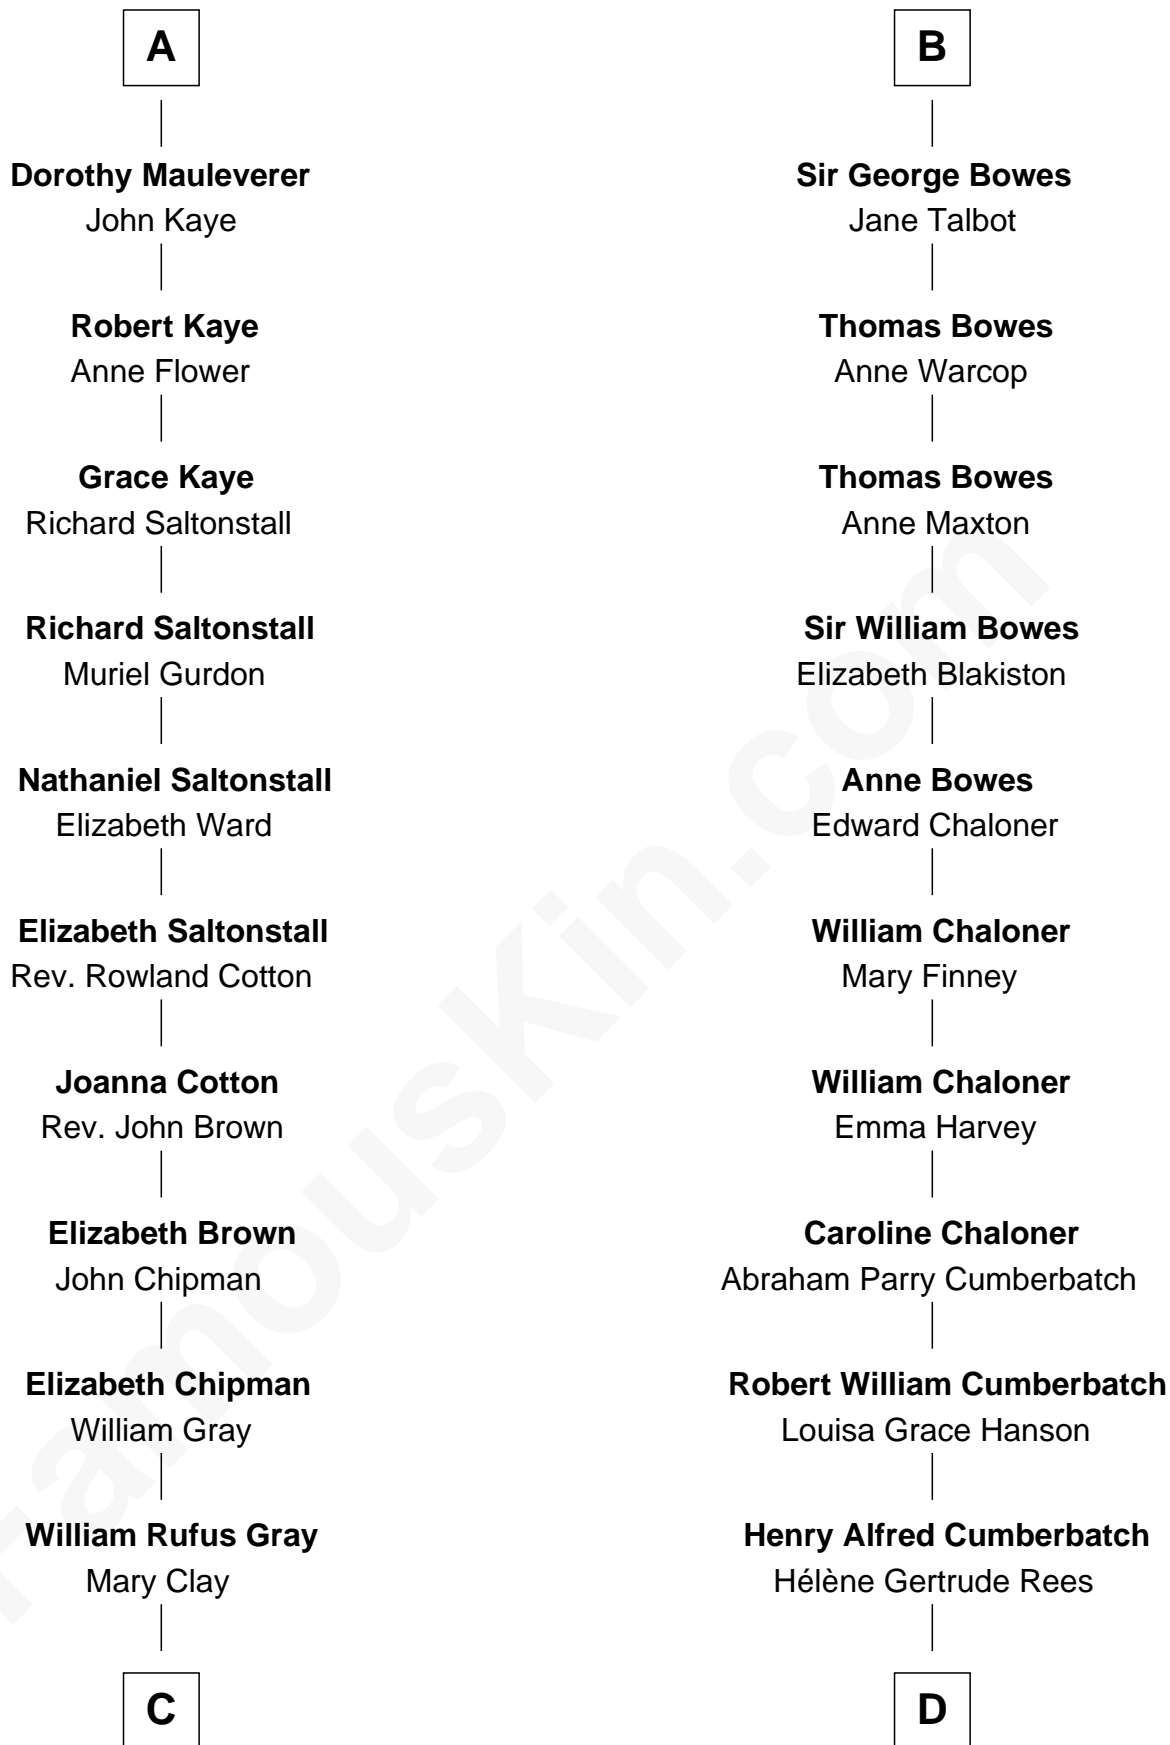 A
Dorothy Mauleverer
John Kaye
Robert Kaye
Anne Flower
Grace Kaye
Richard Saltonstall
Richard Saltonstall
Muriel Gurdon
Nathaniel Saltonstall
Elizabeth Ward
Elizabeth Saltonstall
Rev. Rowland Cotton
Joanna Cotton
Rev. John Brown
Elizabeth Brown
John Chipman
Elizabeth Chipman
William Gray
William Rufus Gray
Mary Clay
C
B
Sir George Bowes
Jane Talbot
Thomas Bowes
Anne Warcop
Thomas Bowes
Anne Maxton
Sir William Bowes
Elizabeth Blakiston
Anne Bowes
Edward Chaloner
William Chaloner
Mary Finney
William Chaloner
Emma Harvey
Caroline Chaloner
Abraham Parry Cumberbatch
Robert William Cumberbatch
Louisa Grace Hanson
Henry Alfred Cumberbatch
Hélène Gertrude Rees
D
FamousKin.com